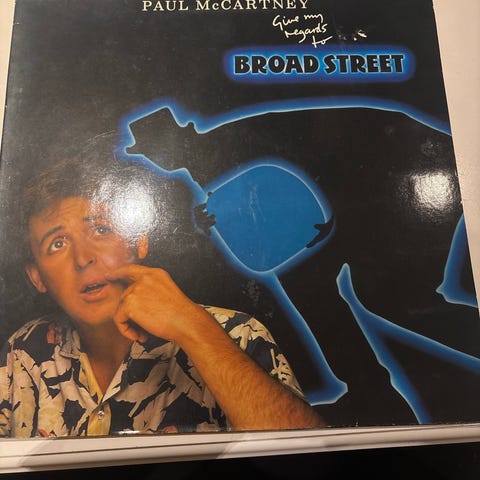 PAUL McCARTNEY
Give my
regards
to
BROAD STREET